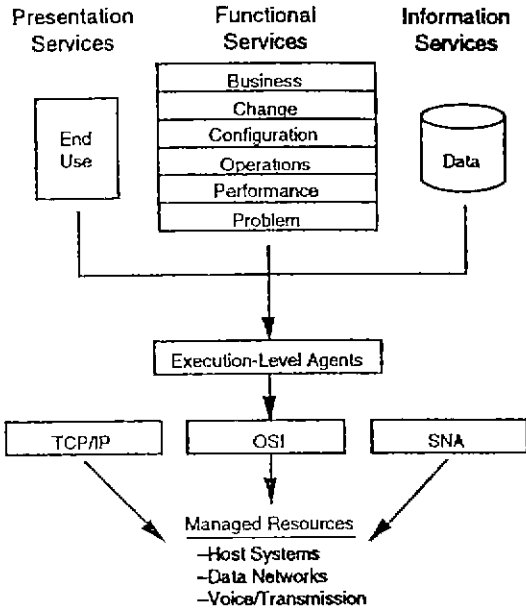 Presentation
Services
Functional
Services
Information
Services
End
Use
Business
Change
Configuration
Operations
Performance
Problem
Data
Execution-Level Agents
TCP/IP
OSI
SNA
Managed Resources
–Host Systems
–Data Networks
–Voice/Transmission